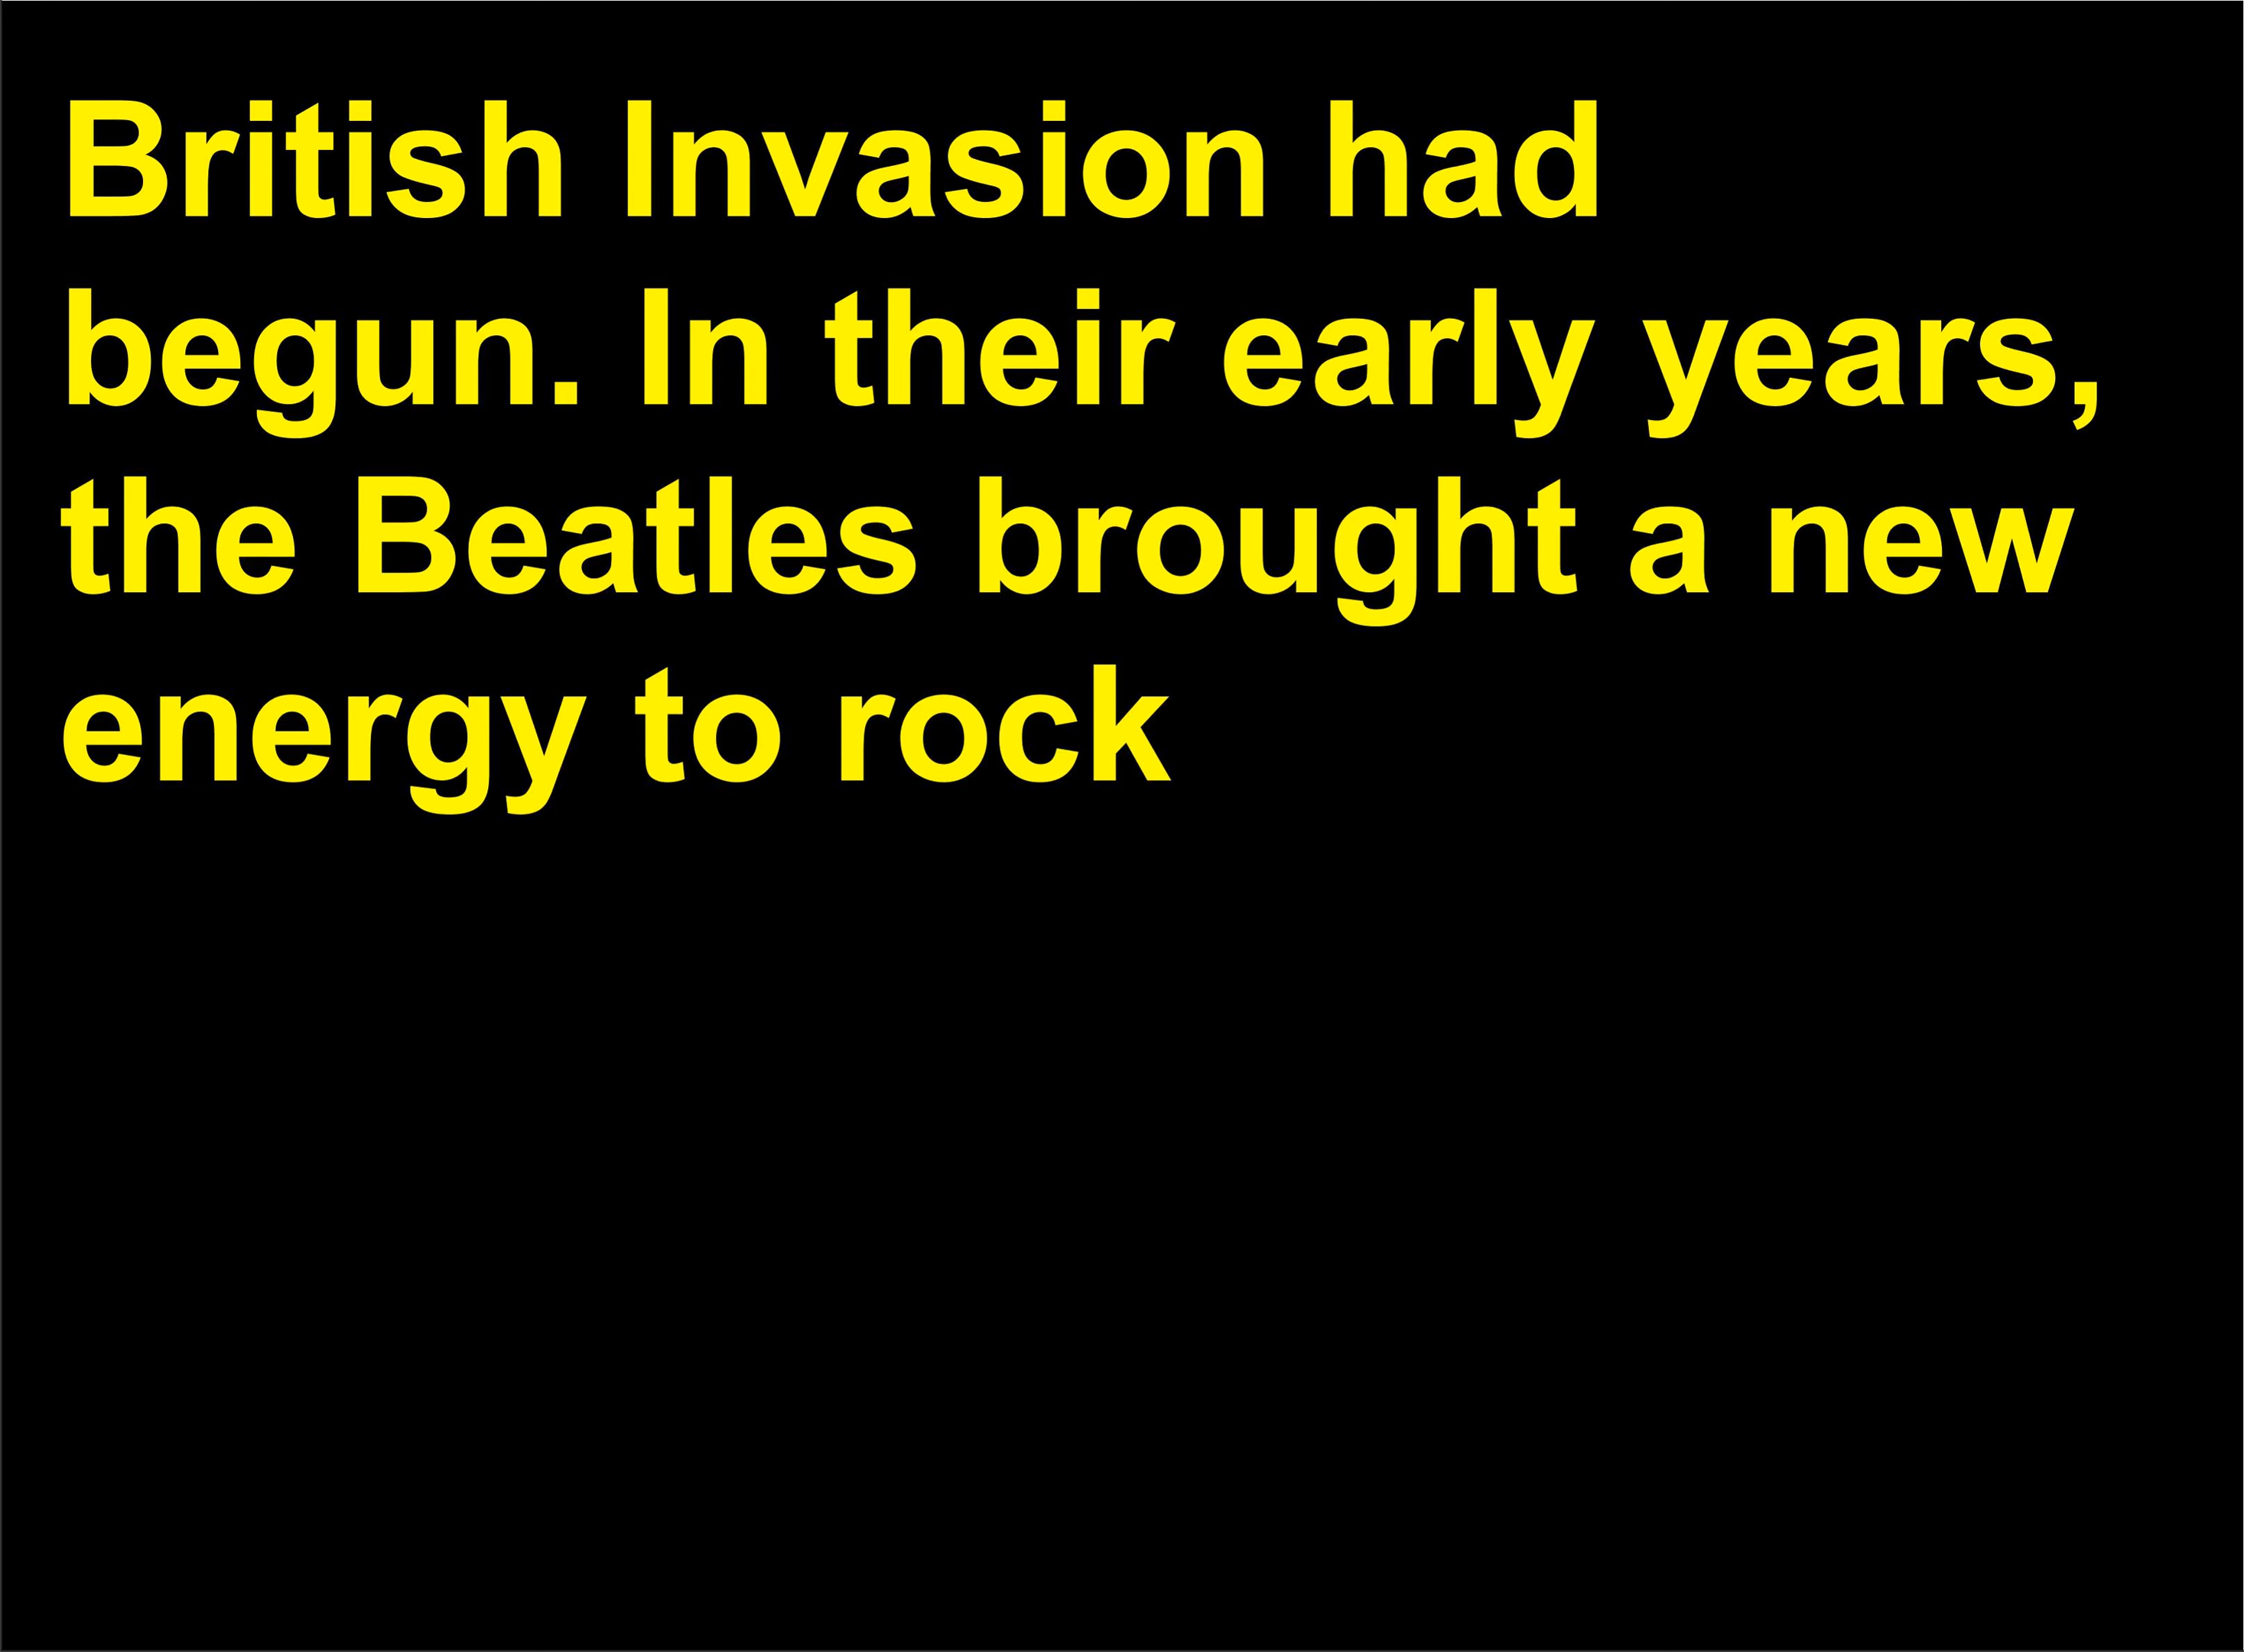 British Invasion had
begun. In their early years,
the Beatles brought a new
energy to rock